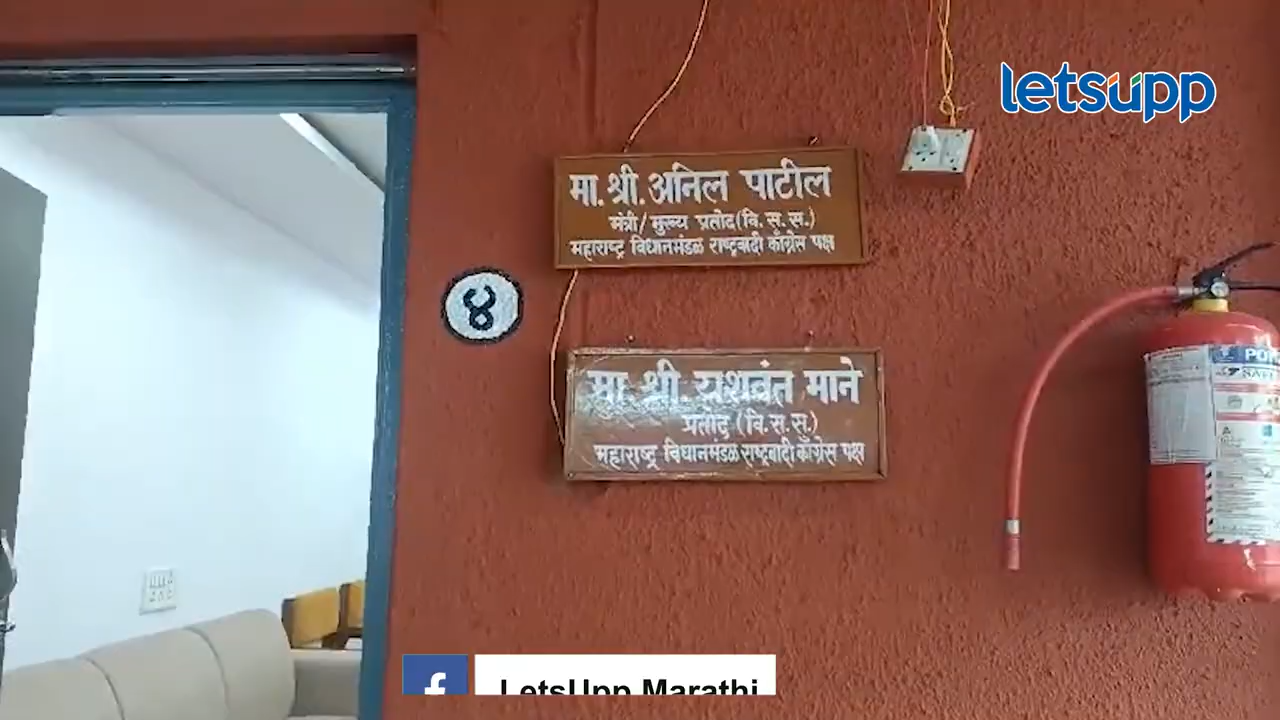 letsupp
मा. श्री. अनिल पाटील
मंत्री/ मुख्य प्रतोद (वि. स. स.)
महाराष्ट्र विधानमंडळ राष्ट्रवादी काँग्रेस पक्ष
४
मा. श्री. यशवंत माने
प्रतोद (वि. स. स.)
महाराष्ट्र विधानमंडळ राष्ट्रवादी काँग्रेस पक्ष
LetsUpp Marathi